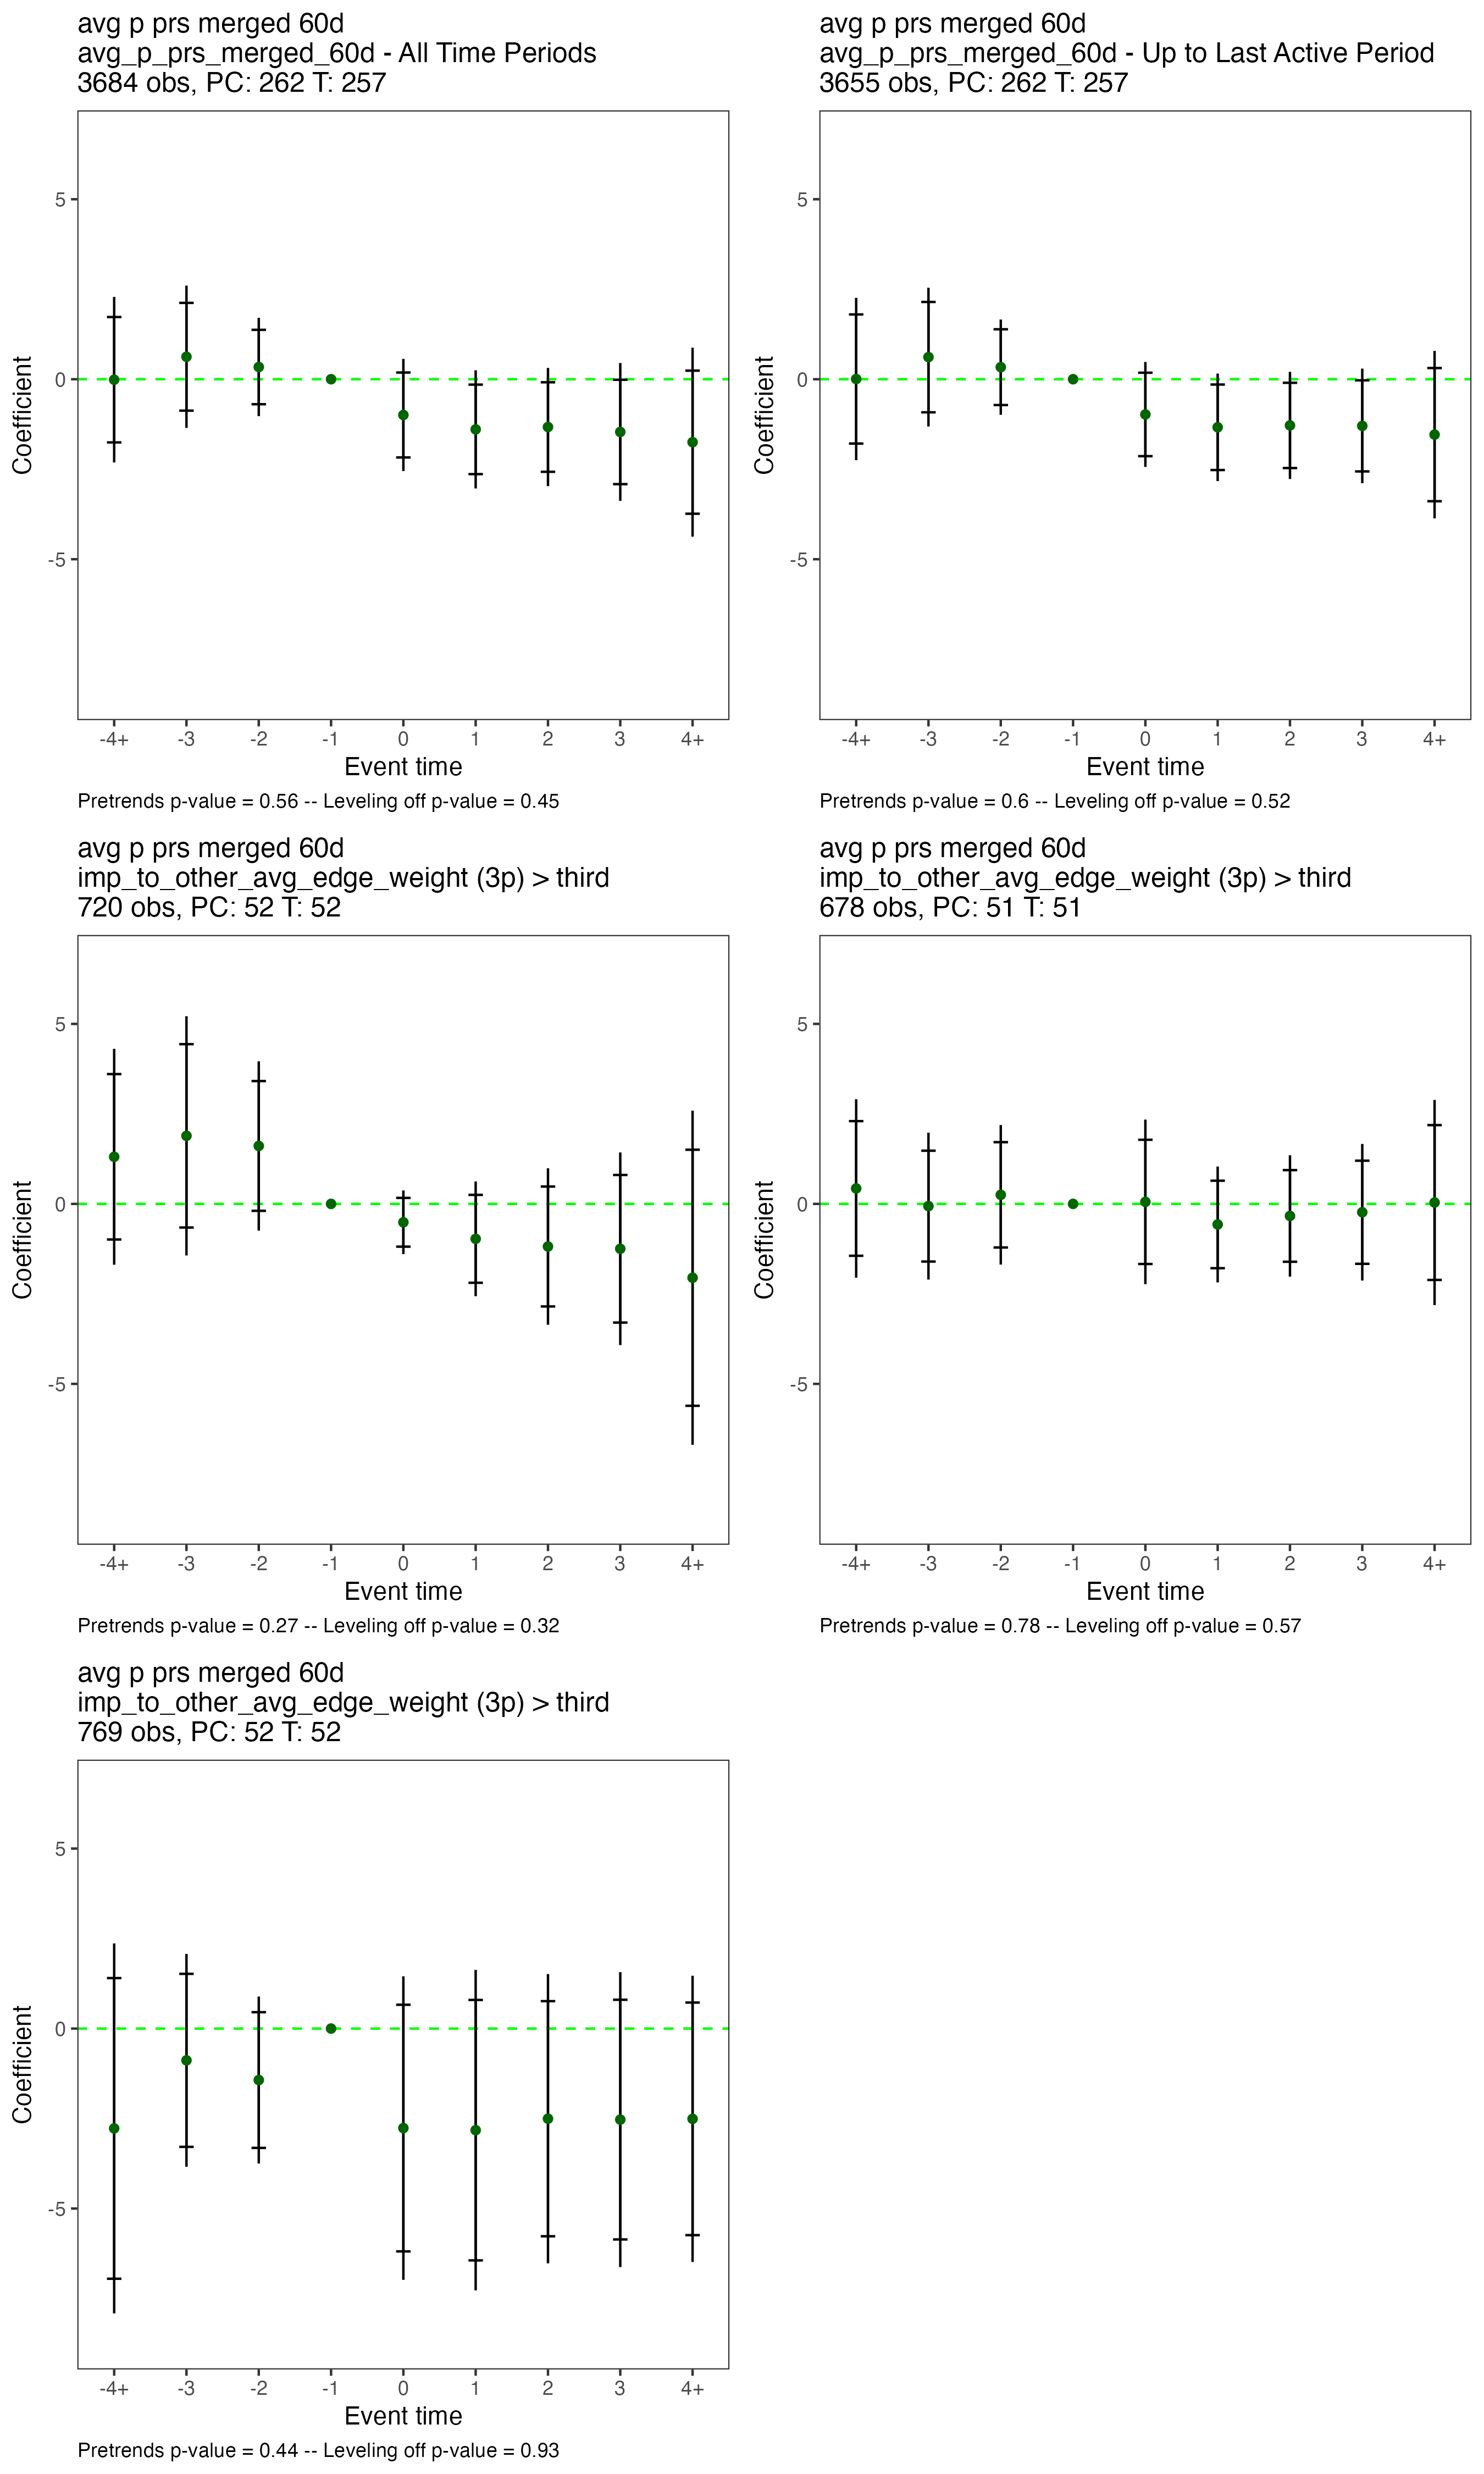 avg p prs merged 60d
avg_p_prs_merged_60d - All Time Periods
3684 obs, PC: 262 T: 257
Coefficient
5
0
-5
-4+ -3 -2 -1 0 1 2 3 4+
Event time
Pretrends p-value = 0.56 -- Leveling off p-value = 0.45
avg p prs merged 60d
avg_p_prs_merged_60d - Up to Last Active Period
3655 obs, PC: 262 T: 257
Coefficient
5
0
-5
-4+ -3 -2 -1 0 1 2 3 4+
Event time
Pretrends p-value = 0.6 -- Leveling off p-value = 0.52
avg p prs merged 60d
imp_to_other_avg_edge_weight (3p) > third
720 obs, PC: 52 T: 52
Coefficient
5
0
-5
-4+ -3 -2 -1 0 1 2 3 4+
Event time
Pretrends p-value = 0.27 -- Leveling off p-value = 0.32
avg p prs merged 60d
imp_to_other_avg_edge_weight (3p) > third
678 obs, PC: 51 T: 51
Coefficient
5
0
-5
-4+ -3 -2 -1 0 1 2 3 4+
Event time
Pretrends p-value = 0.78 -- Leveling off p-value = 0.57
avg p prs merged 60d
imp_to_other_avg_edge_weight (3p) > third
769 obs, PC: 52 T: 52
Coefficient
5
0
-5
-4+ -3 -2 -1 0 1 2 3 4+
Event time
Pretrends p-value = 0.44 -- Leveling off p-value = 0.93